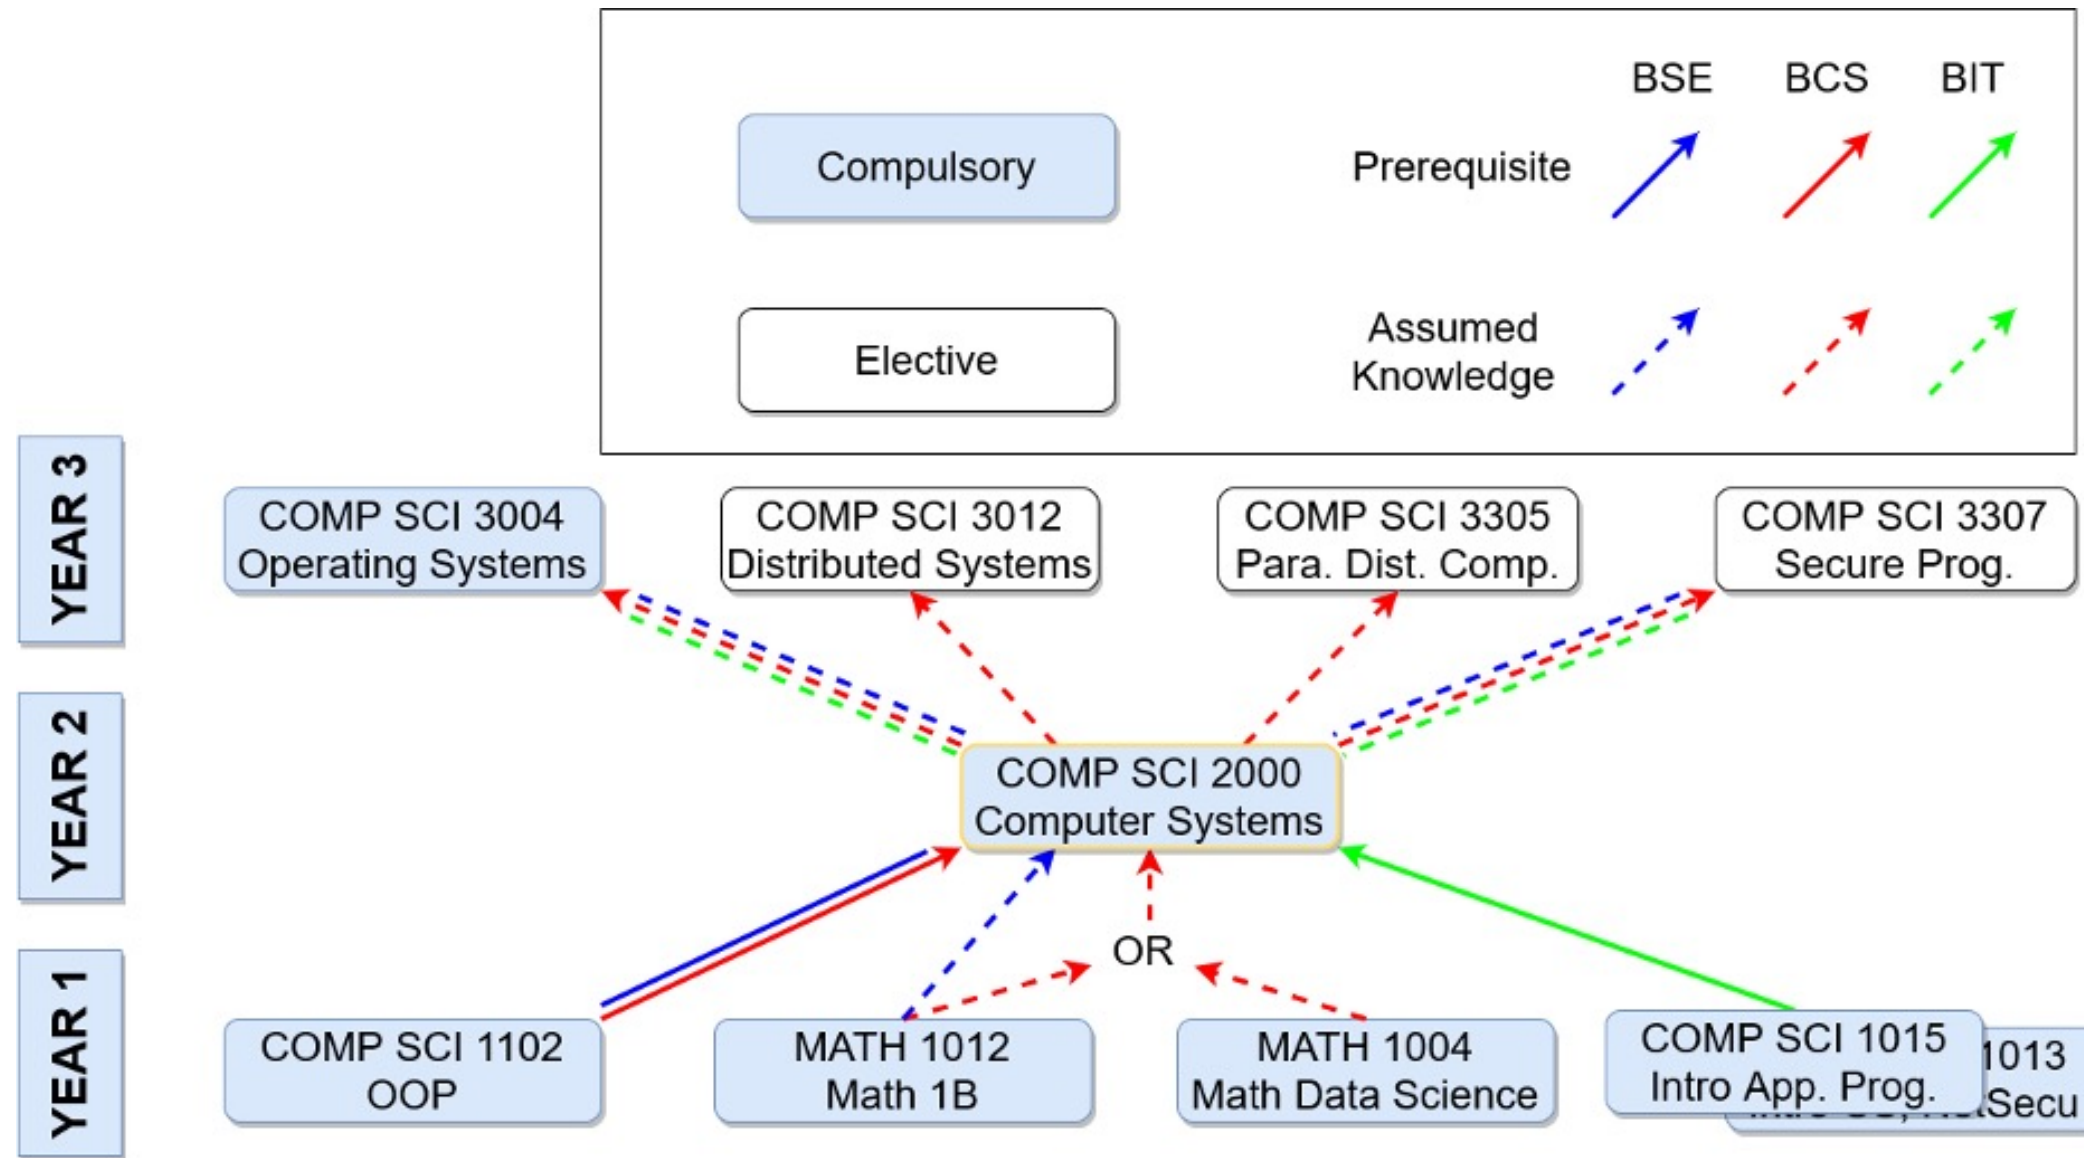 BSE BCS BIT
Compulsory
Prerequisite
Elective
Assumed
Knowledge
YEAR 3
COMP SCI 3004
Operating Systems
COMP SCI 3012
Distributed Systems
COMP SCI 3305
Para. Dist. Comp.
COMP SCI 3307
Secure Prog.
YEAR 2
COMP SCI 2000
Computer Systems
OR
YEAR 1
COMP SCI 1102
OOP
MATH 1012
Math 1B
MATH 1004
Math Data Science
COMP SCI 1015
Intro App. Prog.
1013